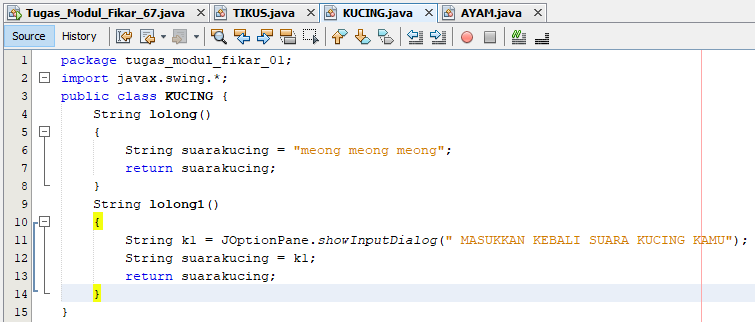 Tugas_Modul_Fikar_67.java TIKUS.java KUCING.java AYAM.java
Source History
1 package tugas_modul_fikar_01;
2 import javax.swing.*;
3 public class KUCING {
4 String lolong()
5 {
6 String suarakucing = "meong meong meong";
7 return suarakucing;
8 }
9 String lolong1()
10 {
11 String k1 = JOptionPane.showInputDialog(" MASUKKAN KEBALI SUARA KUCING KAMU");
12 String suarakucing = k1;
13 return suarakucing;
14 }
15 }